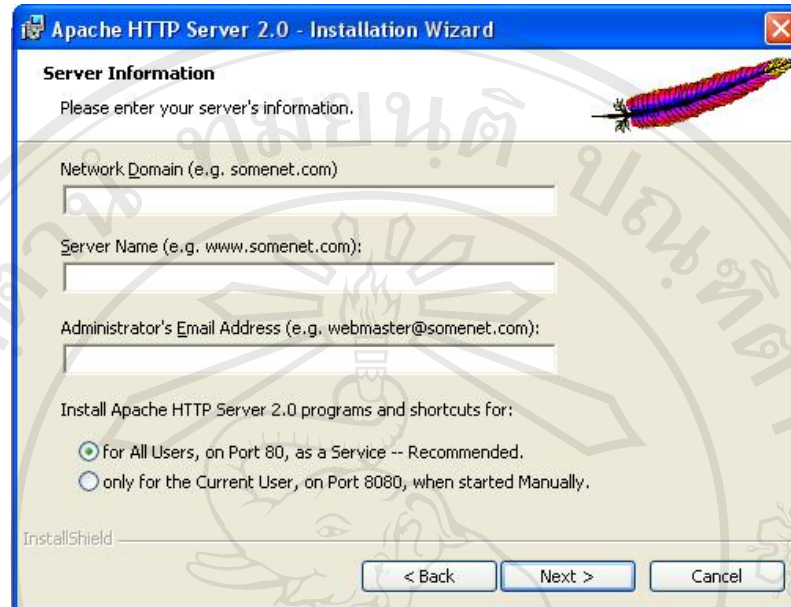 Apache HTTP Server 2.0 - Installation Wizard
Server Information
Please enter your server's information.
Network Domain (e.g. somenet.com)
Server Name (e.g. www.somenet.com):
Administrator's Email Address (e.g. webmaster@somenet.com):
Install Apache HTTP Server 2.0 programs and shortcuts for:
for All Users, on Port 80, as a Service -- Recommended.
only for the Current User, on Port 8080, when started Manually.
InstallShield
< Back
Next >
Cancel